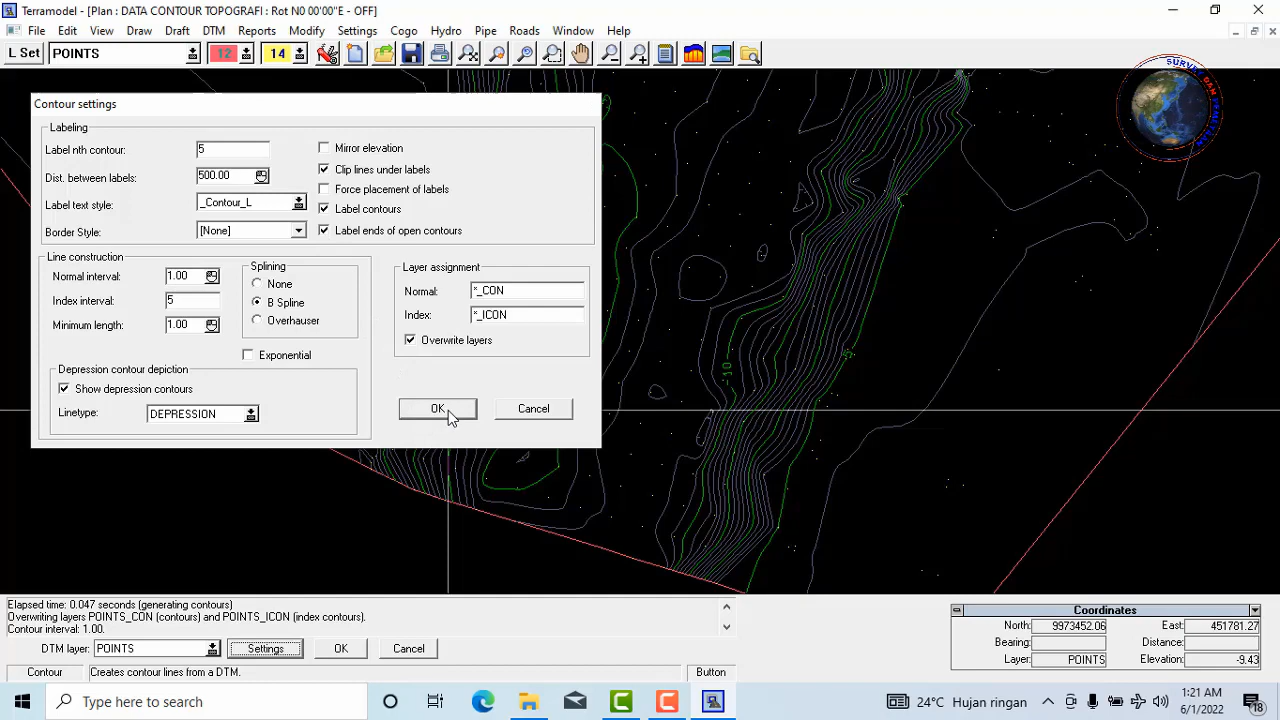 Terramodel - [Plan : DATA CONTOUR TOPOGRAFI : Rot N0 00'00"E - OFF]
File Edit View Draw Draft DTM Reports Modify Settings Cogo Hydro Pipe Roads Window Help
L Set POINTS 12 14
SURVEY DAN PEMETAAN
Contour settings
Labeling
Label nth contour: 5
Mirror elevation
Dist. between labels: 500.00
Clip lines under labels
Force placement of labels
Label text style: _Contour_L
Label contours
Border Style: [None]
Label ends of open contours
Line construction
Normal interval: 1.00
Index interval: 5
Minimum length: 1.00
Splining
None
B Spline
Overhauser
Exponential
Layer assignment
Normal: *_CON
Index: *_ICON
Overwrite layers
Depression contour depiction
Show depression contours
Linetype: DEPRESSION
OK Cancel
-10
-5
Elapsed time: 0.047 seconds (generating contours)
Overwriting layers POINTS_CON (contours) and POINTS_ICON (index contours).
Contour interval: 1.00.
DTM layer: POINTS Settings OK Cancel
Contour Creates contour lines from a DTM. Button
Coordinates
North: 9973452.06 East: 451781.27
Bearing: Distance:
Layer: POINTS Elevation: -9.43
Type here to search
24°C Hujan ringan
1:21 AM
6/1/2022
18